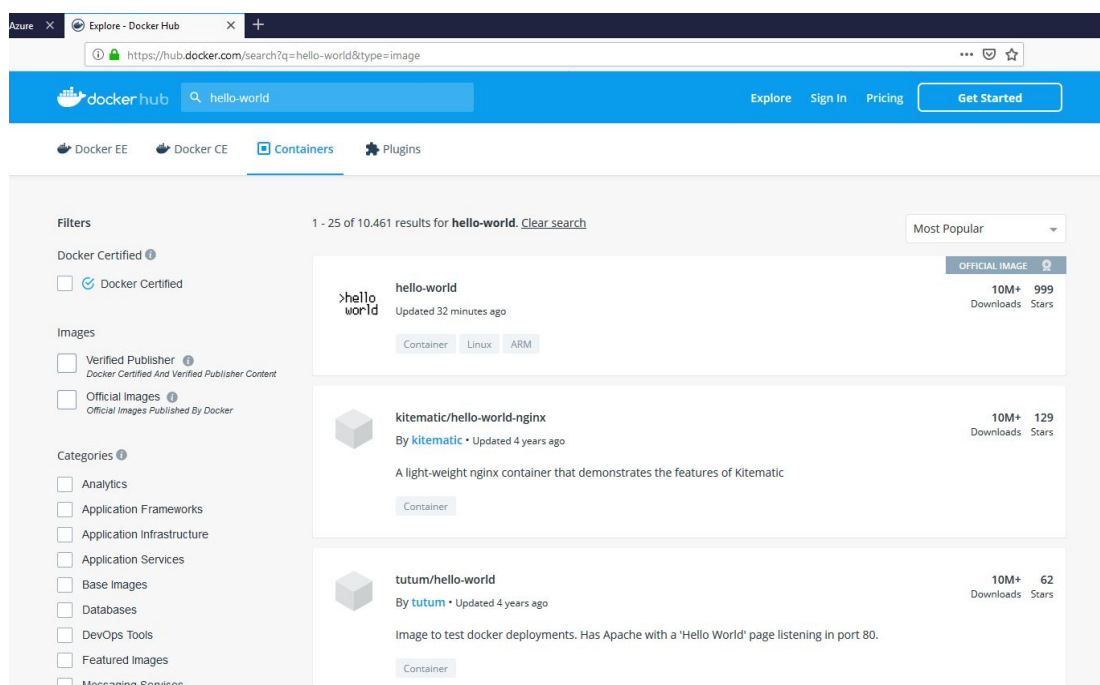 Azure
Explore - Docker Hub
https://hub.docker.com/search?q=hello-world&type=image
docker hub
hello-world
Explore Sign In Pricing Get Started
Docker EE Docker CE Containers Plugins
Filters
1 - 25 of 10.461 results for hello-world. Clear search
Most Popular
Docker Certified
Docker Certified
Images
Verified Publisher
Docker Certified And Verified Publisher Content
Official Images
Official Images Published By Docker
Categories
Analytics
Application Frameworks
Application Infrastructure
Application Services
Base Images
Databases
DevOps Tools
Featured Images
Messaging Services
OFFICIAL IMAGE
>hello
world
hello-world
Updated 32 minutes ago
Container Linux ARM
10M+ 999
Downloads Stars
kitematic/hello-world-nginx
By kitematic • Updated 4 years ago
A light-weight nginx container that demonstrates the features of Kitematic
Container
10M+ 129
Downloads Stars
tutum/hello-world
By tutum • Updated 4 years ago
Image to test docker deployments. Has Apache with a 'Hello World' page listening in port 80.
Container
10M+ 62
Downloads Stars